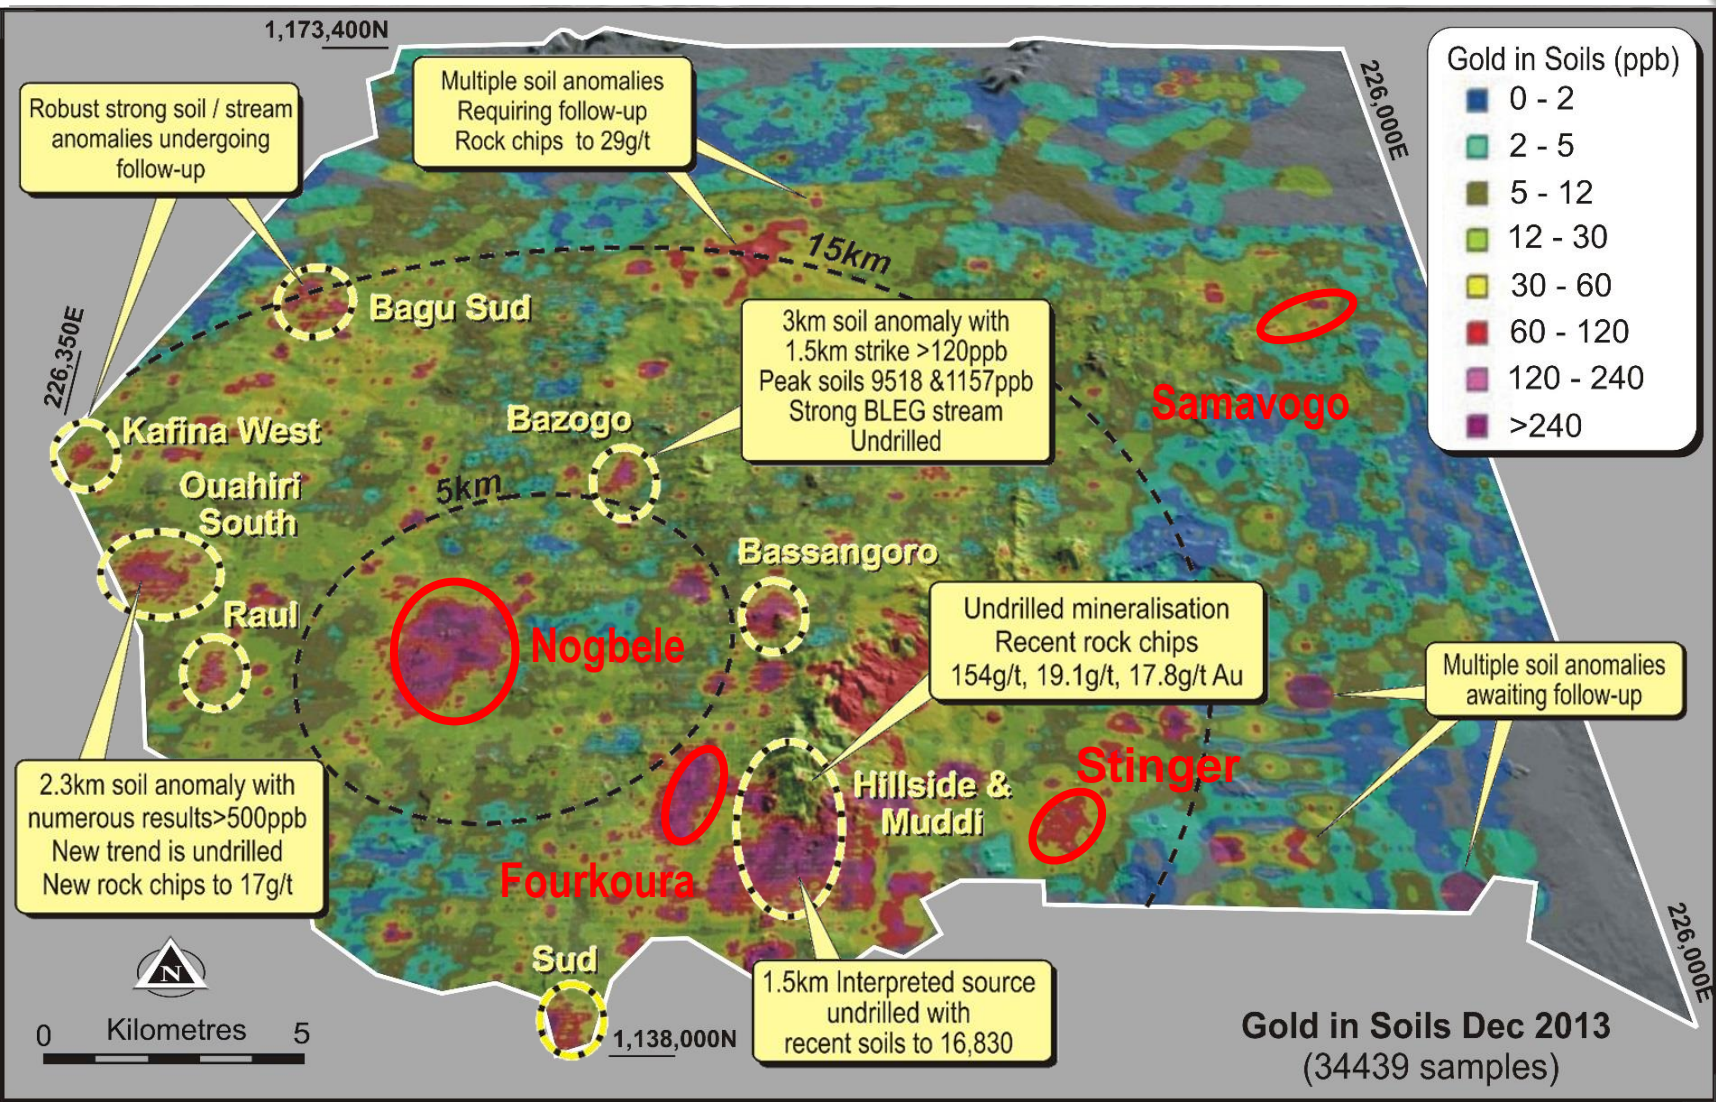 1,173,400N
Robust strong soil / stream
anomalies undergoing
follow-up
Multiple soil anomalies
Requiring follow-up
Rock chips to 29g/t
226,000E
Gold in Soils (ppb)
0 - 2
2 - 5
5 - 12
12 - 30
30 - 60
60 - 120
120 - 240
>240
15km
Bagu Sud
226,350E
3km soil anomaly with
1.5km strike >120ppb
Peak soils 9518 &1157ppb
Strong BLEG stream
Undrilled
Samavogo
Kafina West
Bazogo
Ouahiri
South
5km
Bassangoro
Raul
Nogbele
Undrilled mineralisation
Recent rock chips
154g/t, 19.1g/t, 17.8g/t Au
Multiple soil anomalies
awaiting follow-up
2.3km soil anomaly with
numerous results>500ppb
New trend is undrilled
New rock chips to 17g/t
Stinger
Hillside &
Muddi
Fourkoura
Sud
226,000E
N
0 Kilometres 5
1,138,000N
1.5km Interpreted source
undrilled with
recent soils to 16,830
Gold in Soils Dec 2013
(34439 samples)